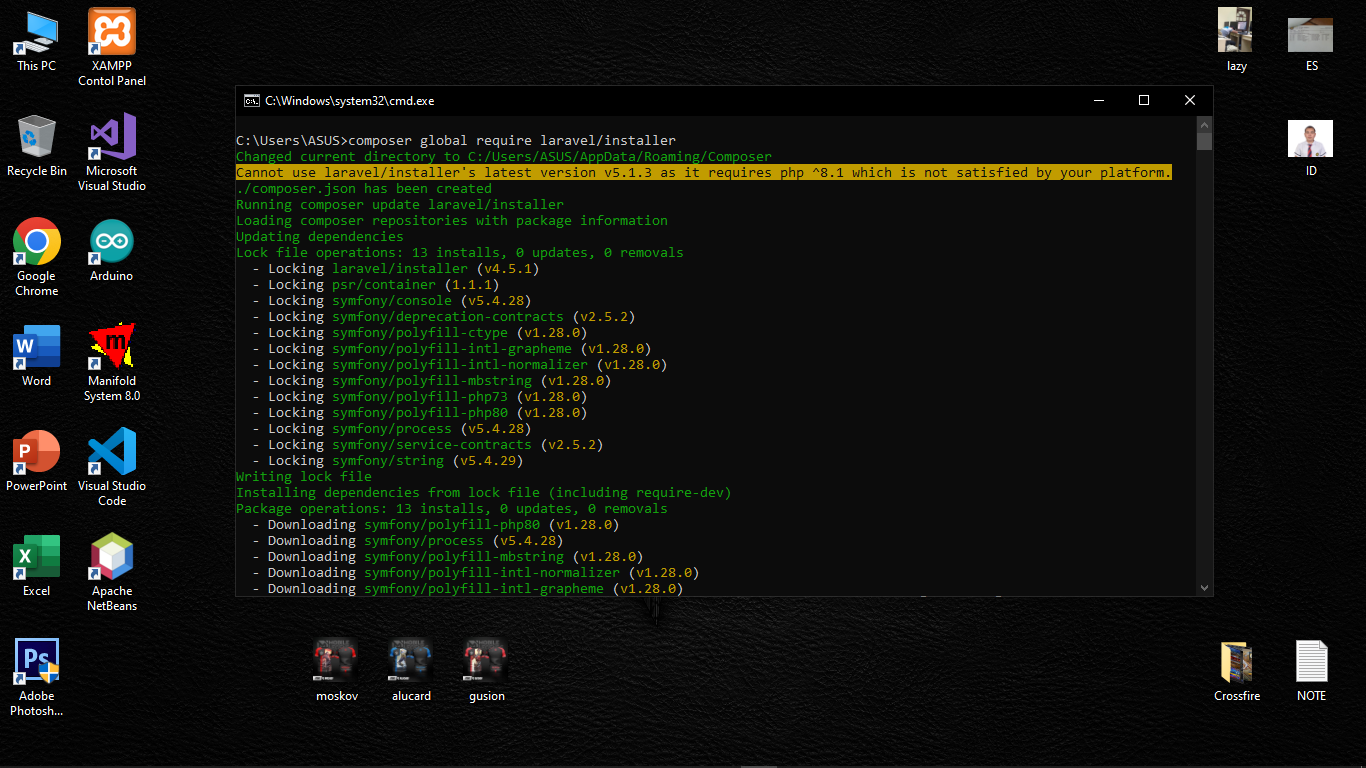 This PC
XAMPP
Contol Panel
Recycle Bin
Microsoft
Visual Studio
Google
Chrome
Arduino
Word
Manifold
System 8.0
PowerPoint
Visual Studio
Code
Excel
Apache
NetBeans
Adobe
Photosh...
C:\Windows\system32\cmd.exe
C:\Users\ASUS>composer global require laravel/installer
Changed current directory to C:/Users/ASUS/AppData/Roaming/Composer
Cannot use laravel/installer's latest version v5.1.3 as it requires php ^8.1 which is not satisfied by your platform.
./composer.json has been created
Running composer update laravel/installer
Loading composer repositories with package information
Updating dependencies
Lock file operations: 13 installs, 0 updates, 0 removals
- Locking laravel/installer (v4.5.1)
- Locking psr/container (1.1.1)
- Locking symfony/console (v5.4.28)
- Locking symfony/deprecation-contracts (v2.5.2)
- Locking symfony/polyfill-ctype (v1.28.0)
- Locking symfony/polyfill-intl-grapheme (v1.28.0)
- Locking symfony/polyfill-intl-normalizer (v1.28.0)
- Locking symfony/polyfill-mbstring (v1.28.0)
- Locking symfony/polyfill-php73 (v1.28.0)
- Locking symfony/polyfill-php80 (v1.28.0)
- Locking symfony/process (v5.4.28)
- Locking symfony/service-contracts (v2.5.2)
- Locking symfony/string (v5.4.29)
Writing lock file
Installing dependencies from lock file (including require-dev)
Package operations: 13 installs, 0 updates, 0 removals
- Downloading symfony/polyfill-php80 (v1.28.0)
- Downloading symfony/process (v5.4.28)
- Downloading symfony/polyfill-mbstring (v1.28.0)
- Downloading symfony/polyfill-intl-normalizer (v1.28.0)
- Downloading symfony/polyfill-intl-grapheme (v1.28.0)
moskov
alucard
gusion
lazy
ES
ID
Crossfire
NOTE